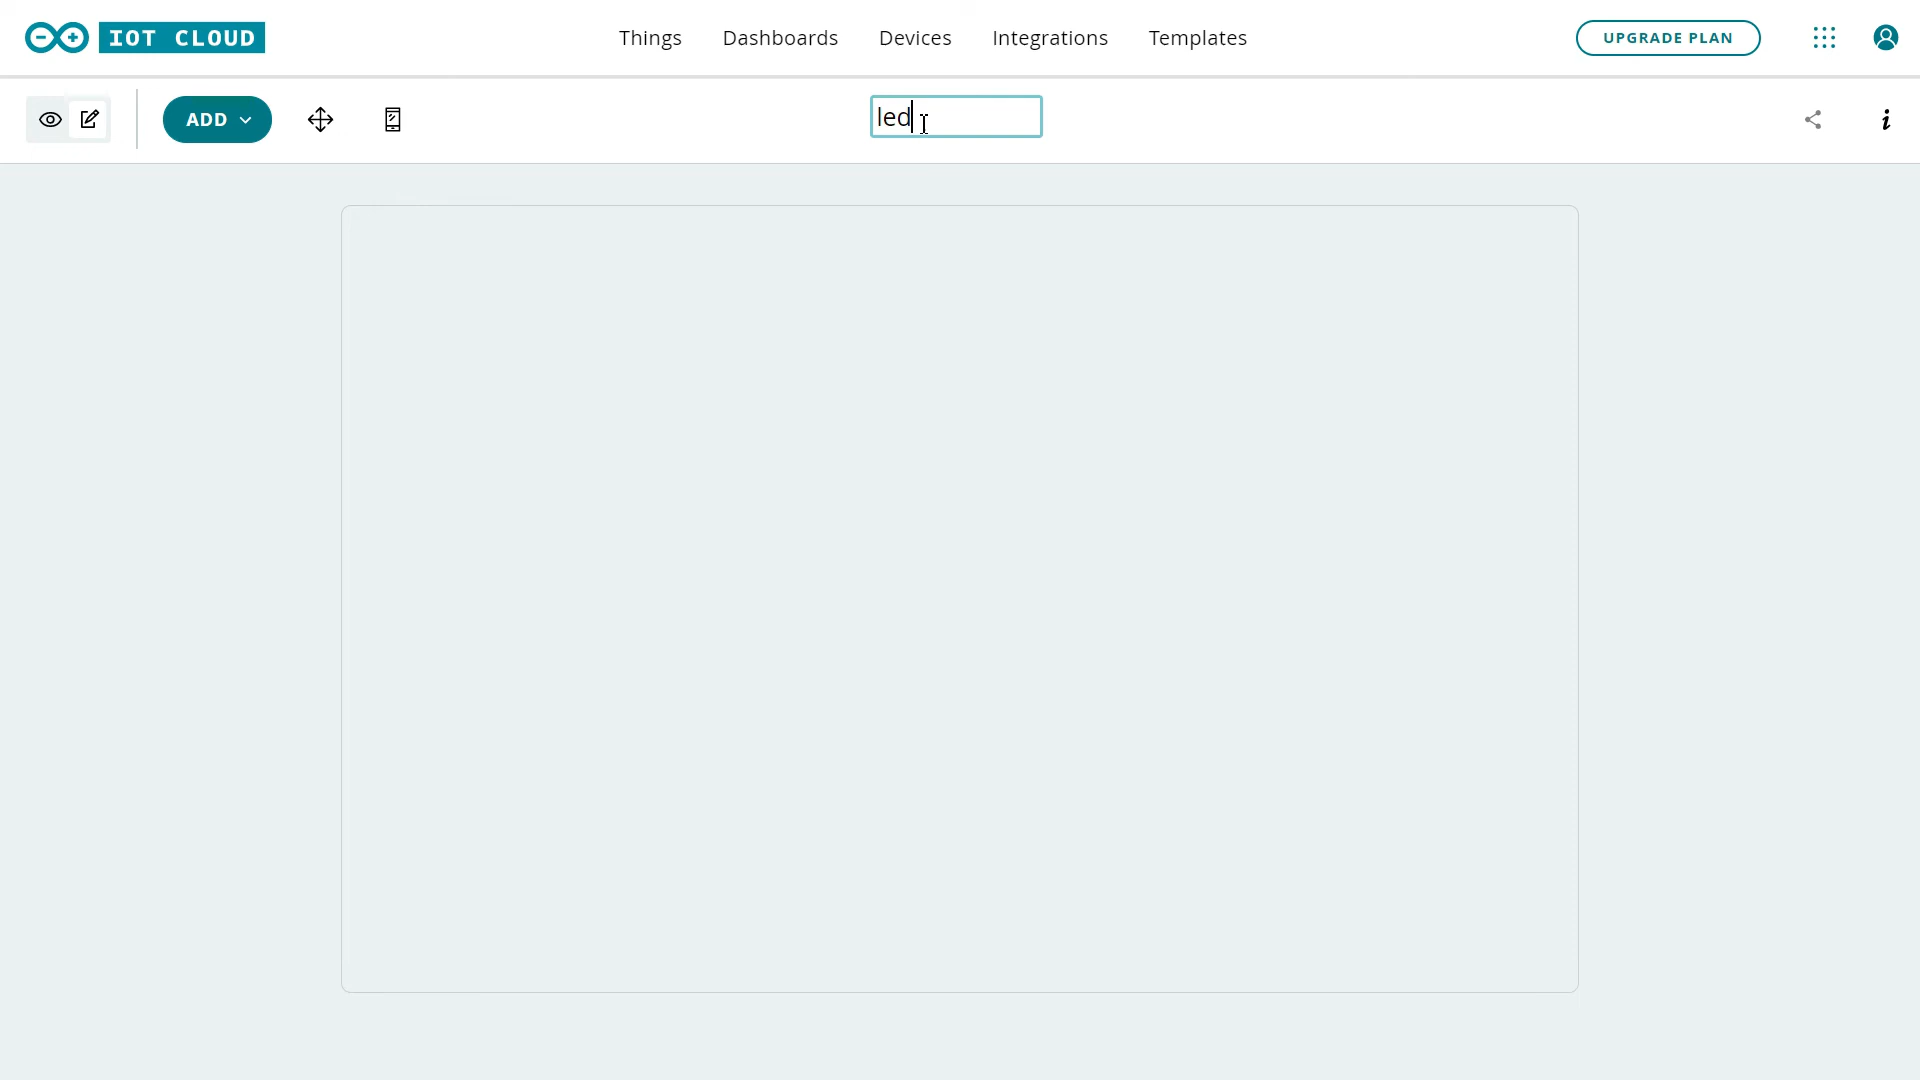 IOT CLOUD
Things
Dashboards
Devices
Integrations
Templates
UPGRADE PLAN
ADD
led